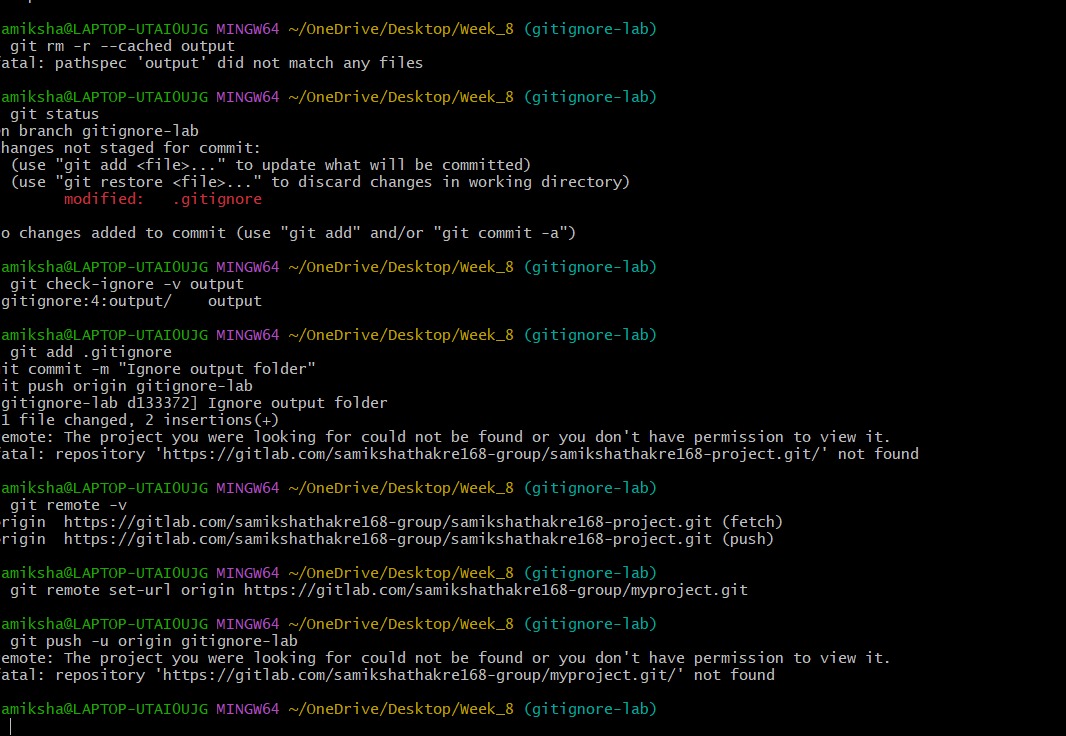 amiksha@LAPTOP-UTAI0UJG MINGW64 ~/OneDrive/Desktop/Week_8 (gitignore-lab)
git rm -r --cached output
atal: pathspec 'output' did not match any files
amiksha@LAPTOP-UTAI0UJG MINGW64 ~/OneDrive/Desktop/Week_8 (gitignore-lab)
git status
n branch gitignore-lab
hanges not staged for commit:
(use "git add <file>..." to update what will be committed)
(use "git restore <file>..." to discard changes in working directory)
modified:   .gitignore
o changes added to commit (use "git add" and/or "git commit -a")
amiksha@LAPTOP-UTAI0UJG MINGW64 ~/OneDrive/Desktop/Week_8 (gitignore-lab)
git check-ignore -v output
gitignore:4:output/    output
amiksha@LAPTOP-UTAI0UJG MINGW64 ~/OneDrive/Desktop/Week_8 (gitignore-lab)
git add .gitignore
it commit -m "Ignore output folder"
it push origin gitignore-lab
gitignore-lab d133372] Ignore output folder
1 file changed, 2 insertions(+)
emote: The project you were looking for could not be found or you don't have permission to view it.
atal: repository 'https://gitlab.com/samikshathakre168-group/samikshathakre168-project.git/' not found
amiksha@LAPTOP-UTAI0UJG MINGW64 ~/OneDrive/Desktop/Week_8 (gitignore-lab)
git remote -v
rigin  https://gitlab.com/samikshathakre168-group/samikshathakre168-project.git (fetch)
rigin  https://gitlab.com/samikshathakre168-group/samikshathakre168-project.git (push)
amiksha@LAPTOP-UTAI0UJG MINGW64 ~/OneDrive/Desktop/Week_8 (gitignore-lab)
git remote set-url origin https://gitlab.com/samikshathakre168-group/myproject.git
amiksha@LAPTOP-UTAI0UJG MINGW64 ~/OneDrive/Desktop/Week_8 (gitignore-lab)
git push -u origin gitignore-lab
emote: The project you were looking for could not be found or you don't have permission to view it.
atal: repository 'https://gitlab.com/samikshathakre168-group/myproject.git/' not found
amiksha@LAPTOP-UTAI0UJG MINGW64 ~/OneDrive/Desktop/Week_8 (gitignore-lab)